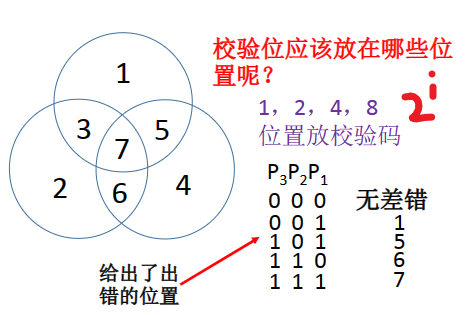 校验位应该放在哪些位
置呢？
1，2，4，8
2^i
位置放校验码
1
3
5
7
2
6
4
P₃P₂P₁
0 0 0 无差错
0 0 1 1
1 0 1 5
1 1 0 6
1 1 1 7
给出了出
错的位置